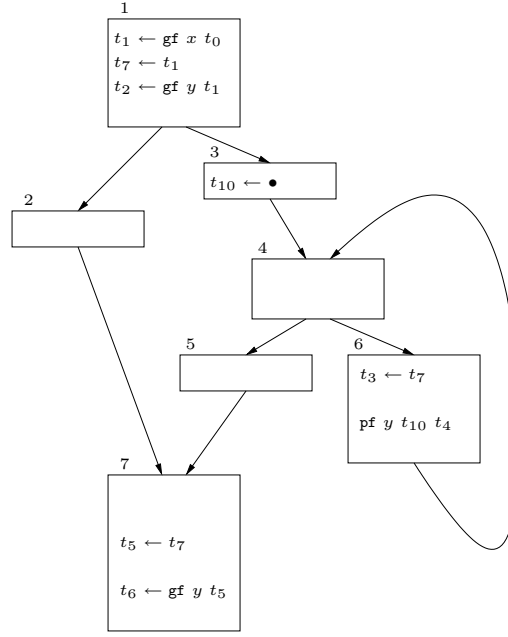 1
t₁ ← gf x t₀
t₇ ← t₁
t₂ ← gf y t₁
3
t₁₀ ← •
2
4
5
6
t₃ ← t₇
pf y t₁₀ t₄
7
t₅ ← t₇
t₆ ← gf y t₅